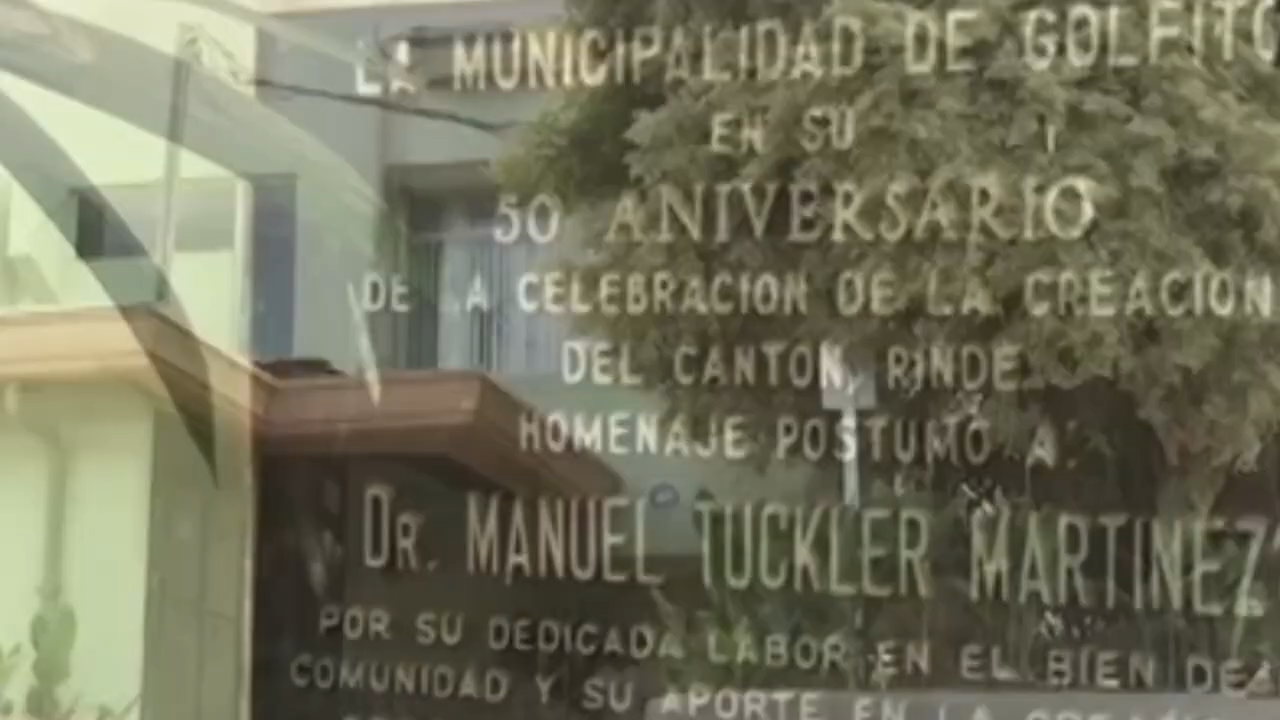 LA MUNICIPALIDAD DE GOLFITO
EN SU
50 ANIVERSARIO
DE LA CELEBRACION DE LA CREACION
DEL CANTON, RINDE
HOMENAJE POSTUMO A:
DR. MANUEL TUCKLER MARTINEZ
POR SU DEDICADA LABOR EN EL BIEN DE
COMUNIDAD Y SU APORTE EN LA